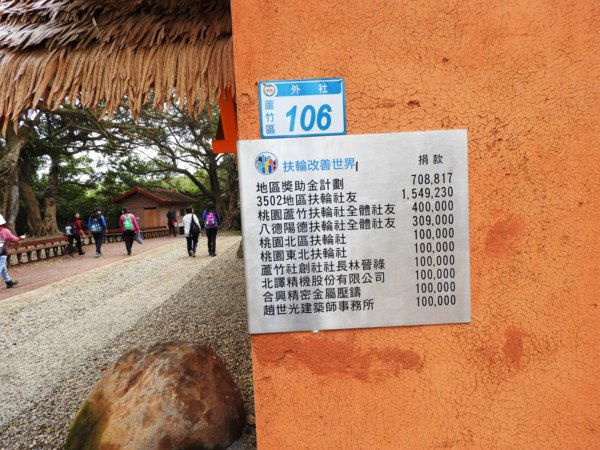 外社
蘆竹區
106
扶輪改善世界
捐款
地區獎助金計劃 708,817
3502地區扶輪社友 1,549,230
桃園蘆竹扶輪社全體社友 400,000
八德陽德扶輪社全體社友 309,000
桃園北區扶輪社 100,000
桃園東北扶輪社 100,000
蘆竹社創社社長林晉祿 100,000
北譯精機股份有限公司 100,000
合興精密金屬壓鑄 100,000
趙世光建築師事務所 100,000